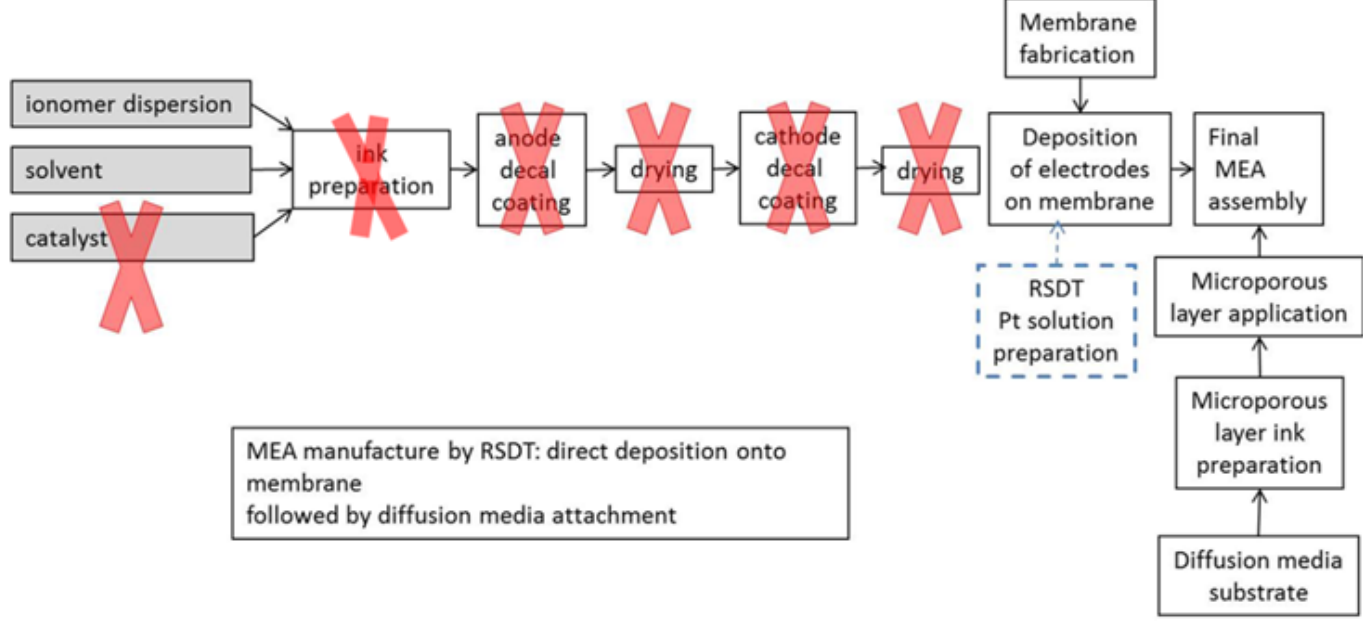 ionomer dispersion
solvent
catalyst
ink
preparation
anode
decal
coating
drying
cathode
decal
coating
drying
Membrane
fabrication
Deposition
of electrodes
on membrane
Final
MEA
assembly
RSDT
Pt solution
preparation
Microporous
layer application
Microporous
layer ink
preparation
Diffusion media
substrate
MEA manufacture by RSDT: direct deposition onto
membrane
followed by diffusion media attachment